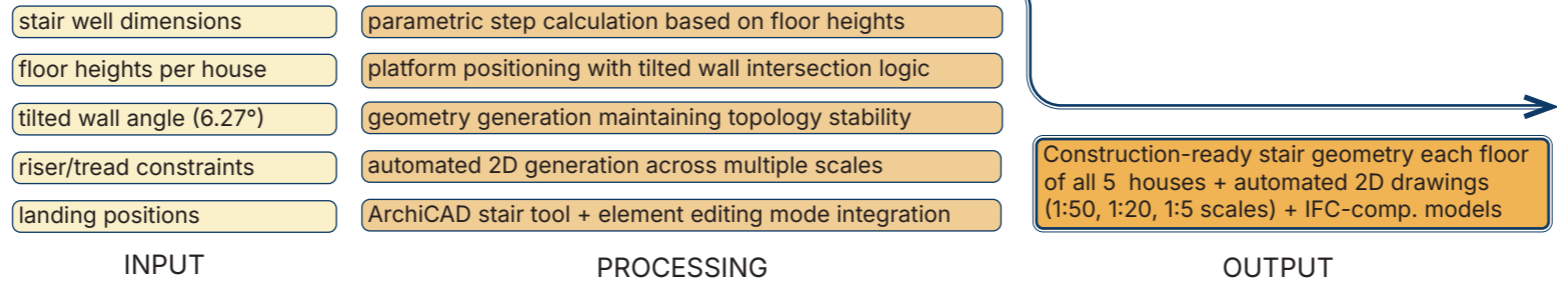 stair well dimensions
floor heights per house
tilted wall angle (6.27°)
riser/tread constraints
landing positions
INPUT
parametric step calculation based on floor heights
platform positioning with tilted wall intersection logic
geometry generation maintaining topology stability
automated 2D generation across multiple scales
ArchiCAD stair tool + element editing mode integration
PROCESSING
Construction-ready stair geometry each floor
of all 5 houses + automated 2D drawings
(1:50, 1:20, 1:5 scales) + IFC-comp. models
OUTPUT